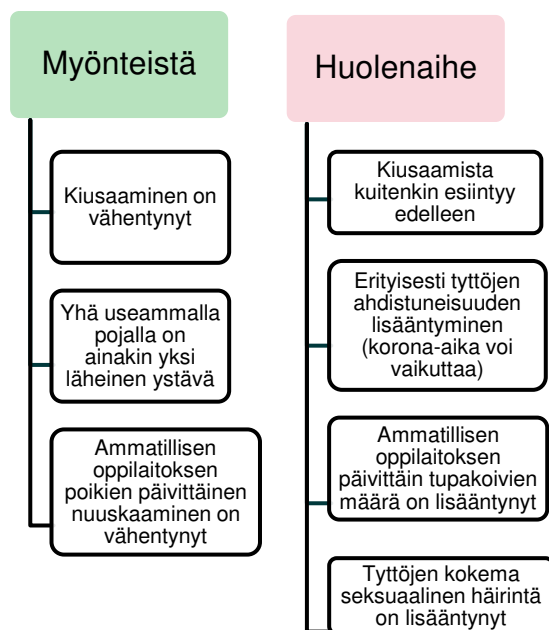 Myönteistä
Kiusaaminen on
vähentynyt
Yhä useammalla
pojalla on
ainakin yksi
läheinen ystävä
Ammatillisen
oppilaitoksen
poikien päivittäinen
nuuskaaminen on
vähentynyt
Huolenaihe
Kiusaamista
kuitenkin esiintyy
edelleen
Erityisesti tyttöjen
ahdistuneisuuden
lisääntyminen
(korona-aika voi
vaikuttaa)
Ammatillisen
oppilaitoksen
päivittäin tupakoivien
määrä on lisääntynyt
Tyttöjen kokema
seksuaalinen häirintä
on lisääntynyt